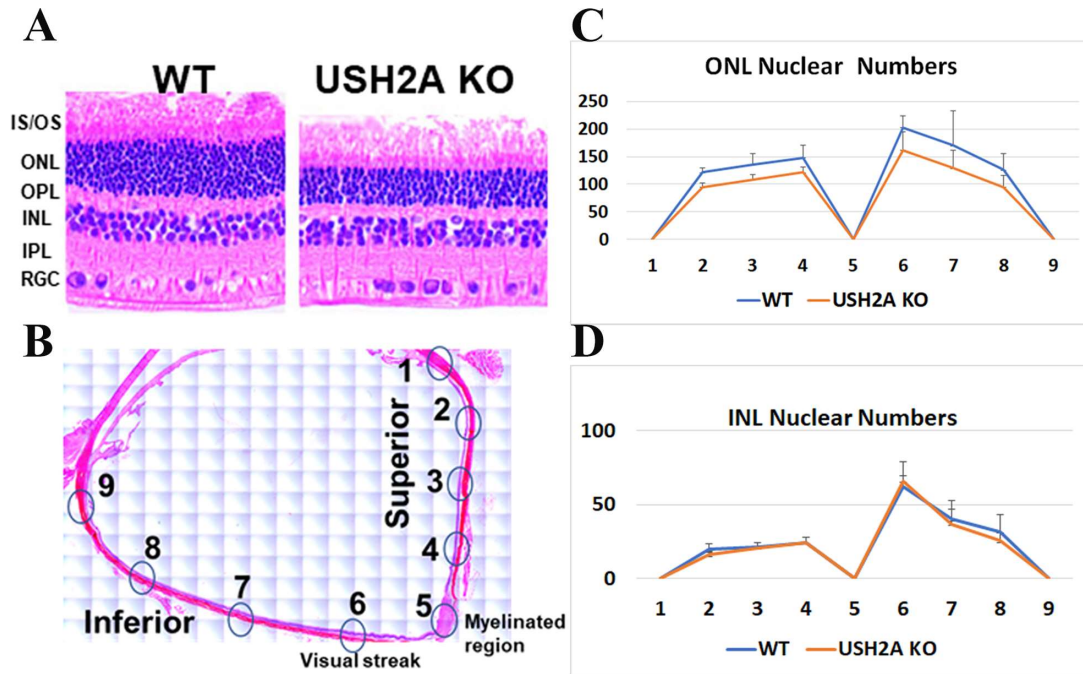 A
WT
USH2A KO
IS/OS
ONL
OPL
INL
IPL
RGC
B
1
2
3
4
5
6
7
8
9
Superior
Inferior
Visual streak
Myelinated
region
C
ONL Nuclear Numbers
250
200
150
100
50
0
1 2 3 4 5 6 7 8 9
WT USH2A KO
D
INL Nuclear Numbers
100
50
0
1 2 3 4 5 6 7 8 9
WT USH2A KO